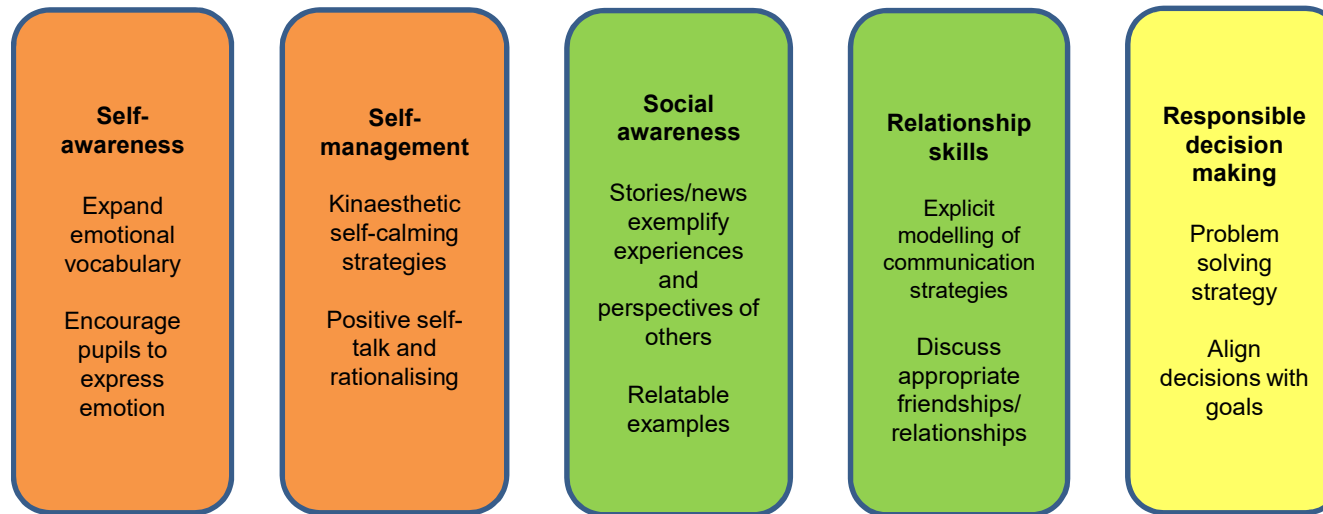 Self-
awareness
Expand
emotional
vocabulary
Encourage
pupils to
express
emotion
Self-
management
Kinaesthetic
self-calming
strategies
Positive self-
talk and
rationalising
Social
awareness
Stories/news
exemplify
experiences
and
perspectives of
others
Relatable
examples
Relationship
skills
Explicit
modelling of
communication
strategies
Discuss
appropriate
friendships/
relationships
Responsible
decision
making
Problem
solving
strategy
Align
decisions with
goals